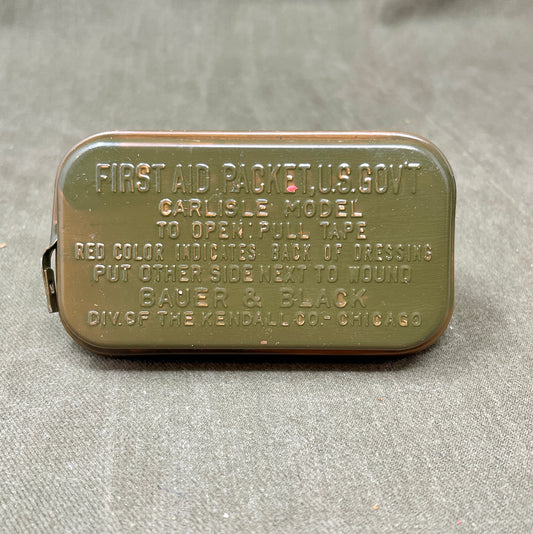 FIRST AID PACKET, U.S. GOV'T
CARLISLE MODEL
TO OPEN: PULL TAPE
RED COLOR INDICATES BACK OF DRESSING
PUT OTHER SIDE NEXT TO WOUND
BAUER & BLACK
DIV. OF THE KENDALL CO.- CHICAGO